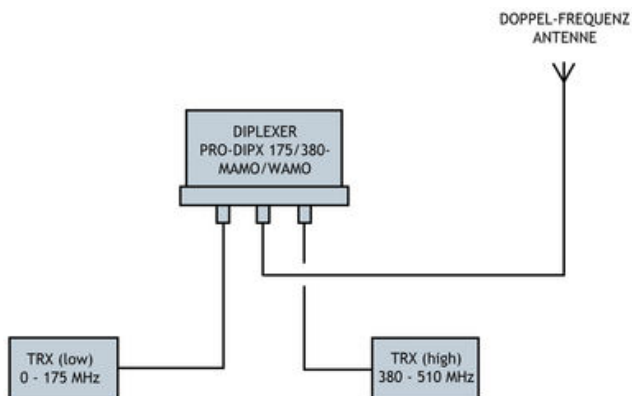 DOPPEL-FREQUENZ
ANTENNE
DIPLEXER
PRO-DIPX 175/380-
MAMO/WAMO
TRX (low)
0 - 175 MHz
TRX (high)
380 - 510 MHz